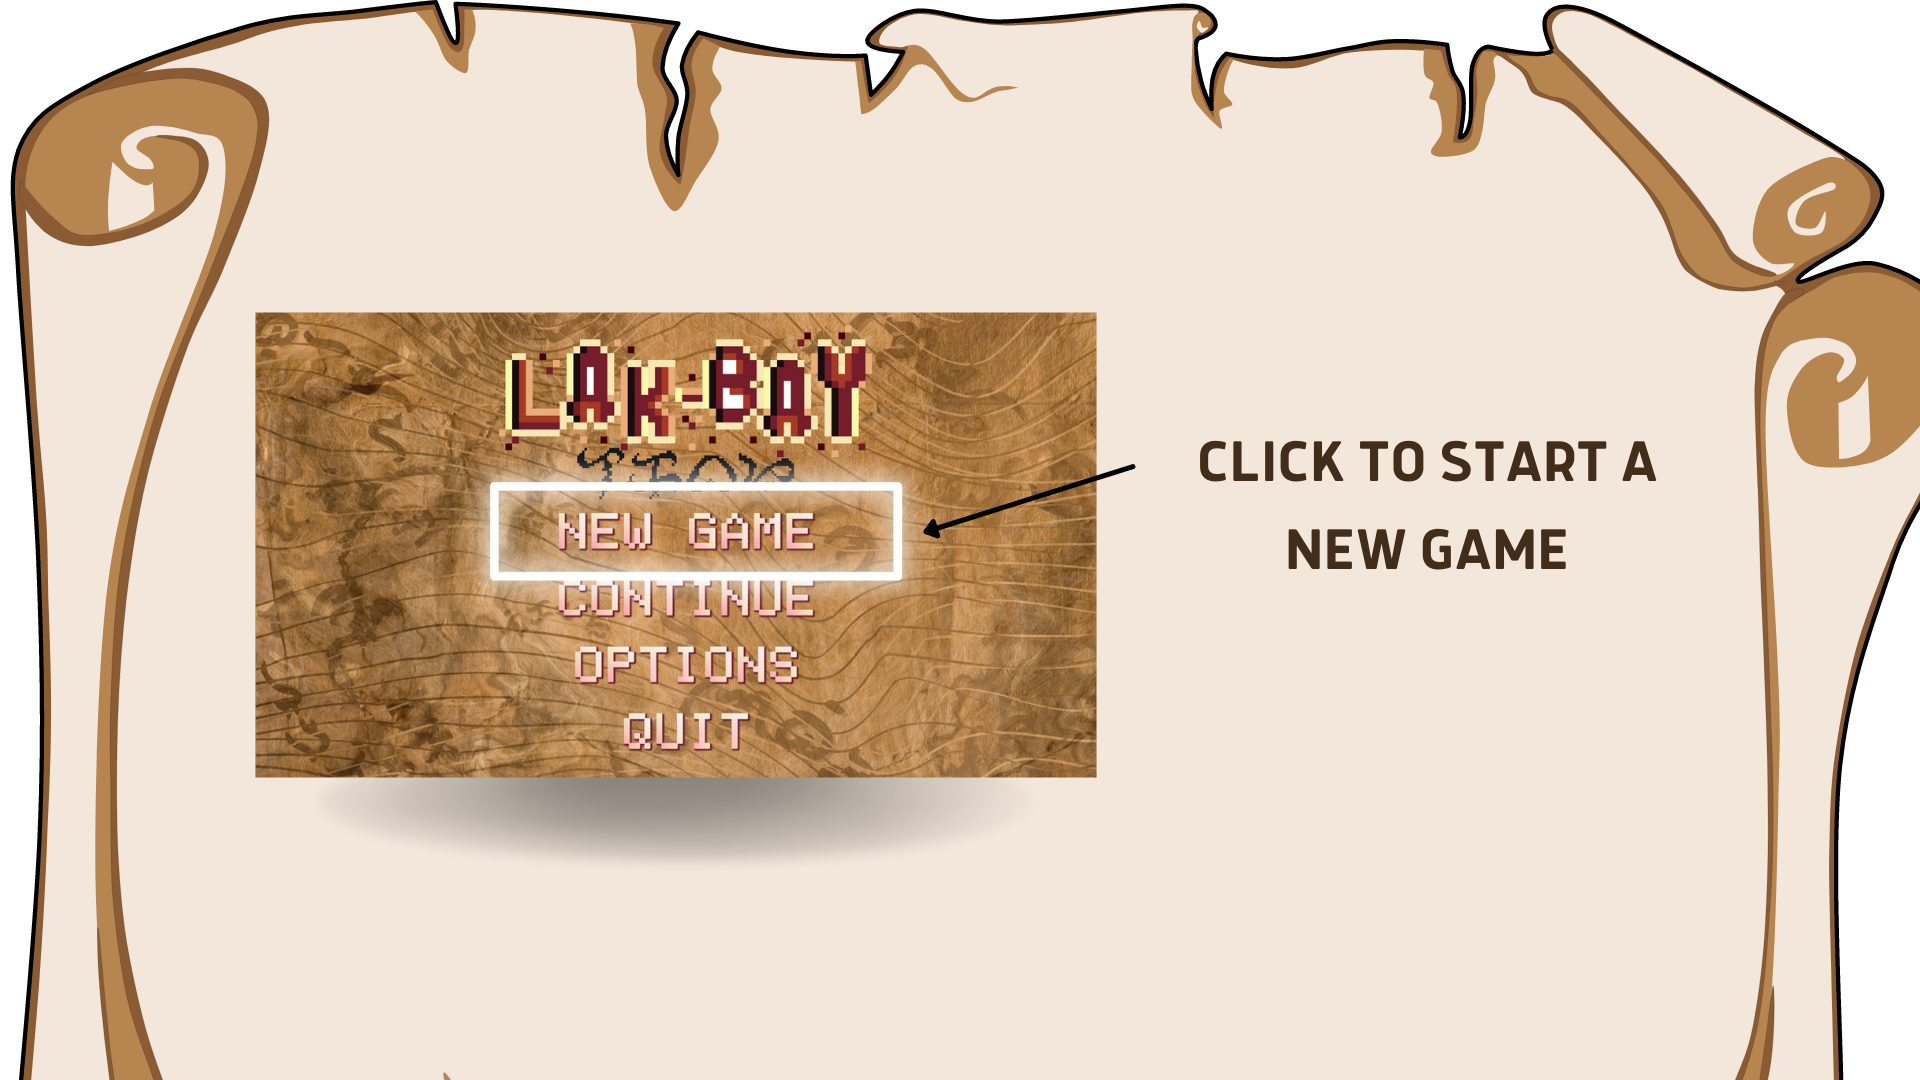 LAK-BAY
NEW GAME
CONTINUE
OPTIONS
QUIT
CLICK TO START A
NEW GAME